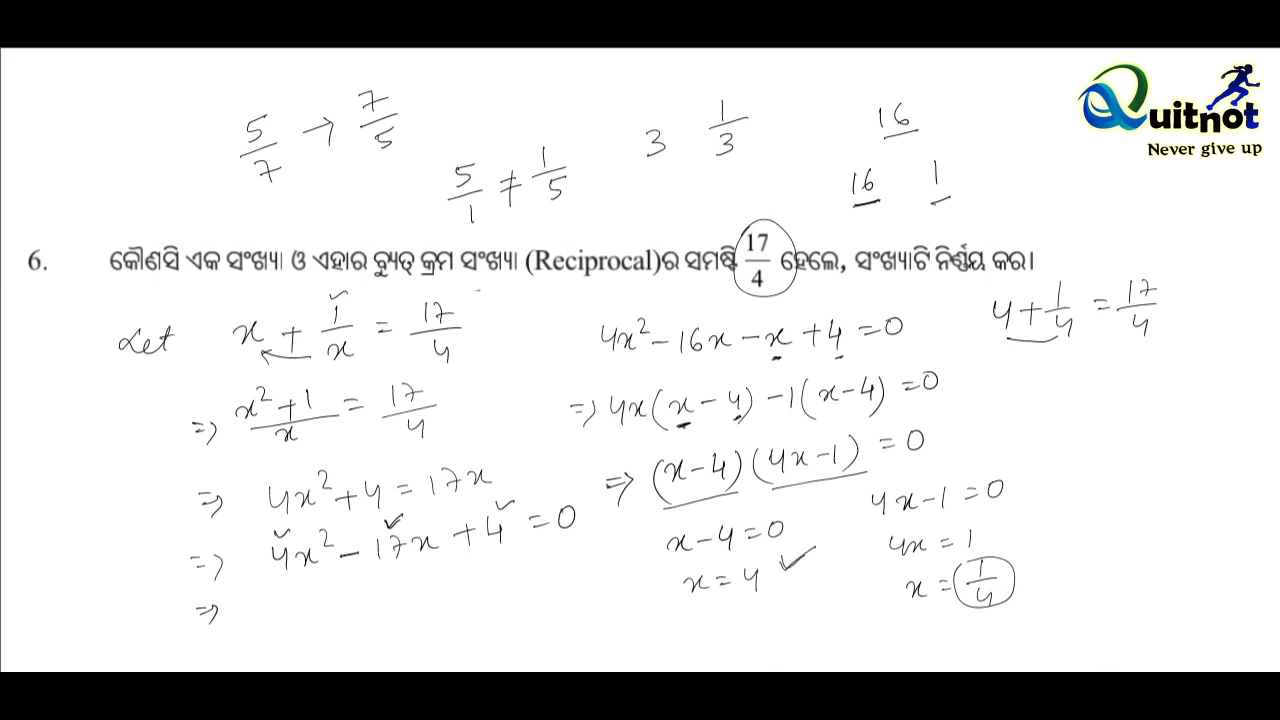 Quitnot
Never give up
5/7 → 7/5
5/1 ≠ 1/5
3 1/3
16
16 1
6. କୌଣସି ଏକ ସଂଖ୍ୟା ଓ ଏହାର ବ୍ୟୁତ୍ କ୍ରମ ସଂଖ୍ୟା (Reciprocal)ର ସମଷ୍ଟି 17/4 ହେଲେ, ସଂଖ୍ୟାଟି ନିର୍ଣ୍ଣୟ କର।
Let x + 1/x = 17/4
⇒ x²+1/x = 17/4
⇒ 4x²+4 = 17x
⇒ 4x² − 17x + 4 = 0
⇒
4x² − 16x − x + 4 = 0
⇒ 4x(x − 4) − 1(x − 4) = 0
⇒ (x − 4)(4x − 1) = 0
x − 4 = 0
x = 4 ✓
4x − 1 = 0
4x = 1
x = 1/4
4 + 1/4 = 17/4